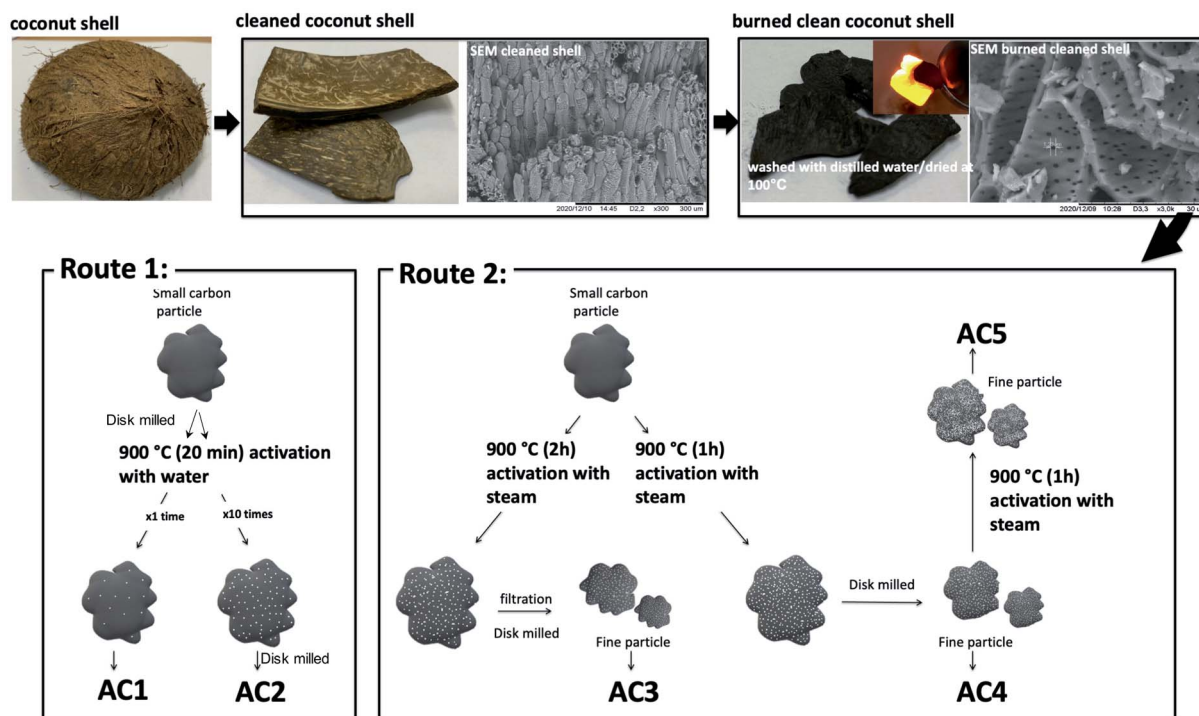 coconut shell
cleaned coconut shell
burned clean coconut shell
SEM cleaned shell
2020/12/10 14:45 D2,2 x300 300 um
washed with distilled water/dried at
100°C
SEM burned cleaned shell
2020/12/09 10:28 D3,3 x3,0k 30 u
Route 1:
Small carbon
particle
Disk milled
900 °C (20 min) activation
with water
x1 time
x10 times
Disk milled
AC1
AC2
Route 2:
Small carbon
particle
900 °C (2h)
activation with
steam
900 °C (1h)
activation with
steam
filtration
Disk milled
Fine particle
AC3
Disk milled
AC5
Fine particle
900 °C (1h)
activation with
steam
Fine particle
AC4